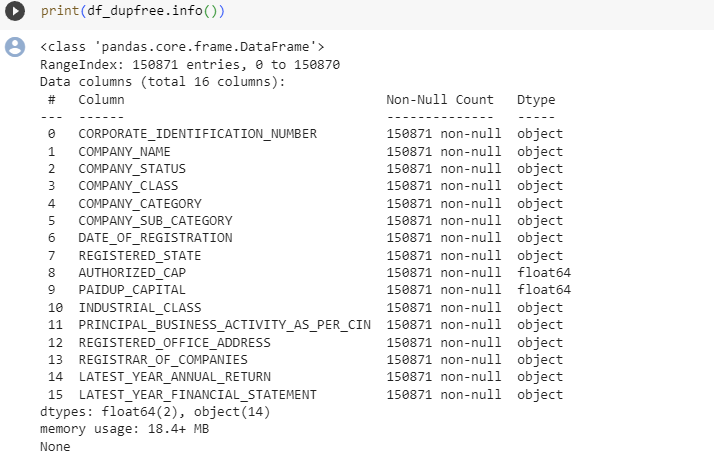 print(df_dupfree.info())
<class 'pandas.core.frame.DataFrame'>
RangeIndex: 150871 entries, 0 to 150870
Data columns (total 16 columns):
 #   Column                               Non-Null Count   Dtype
---  ------                               --------------   -----
 0   CORPORATE_IDENTIFICATION_NUMBER      150871 non-null  object
 1   COMPANY_NAME                         150871 non-null  object
 2   COMPANY_STATUS                       150871 non-null  object
 3   COMPANY_CLASS                        150871 non-null  object
 4   COMPANY_CATEGORY                     150871 non-null  object
 5   COMPANY_SUB_CATEGORY                 150871 non-null  object
 6   DATE_OF_REGISTRATION                 150871 non-null  object
 7   REGISTERED_STATE                     150871 non-null  object
 8   AUTHORIZED_CAP                       150871 non-null  float64
 9   PAIDUP_CAPITAL                       150871 non-null  float64
 10  INDUSTRIAL_CLASS                     150871 non-null  object
 11  PRINCIPAL_BUSINESS_ACTIVITY_AS_PER_CIN  150871 non-null  object
 12  REGISTERED_OFFICE_ADDRESS            150871 non-null  object
 13  REGISTRAR_OF_COMPANIES               150871 non-null  object
 14  LATEST_YEAR_ANNUAL_RETURN            150871 non-null  object
 15  LATEST_YEAR_FINANCIAL_STATEMENT      150871 non-null  object
dtypes: float64(2), object(14)
memory usage: 18.4+ MB
None